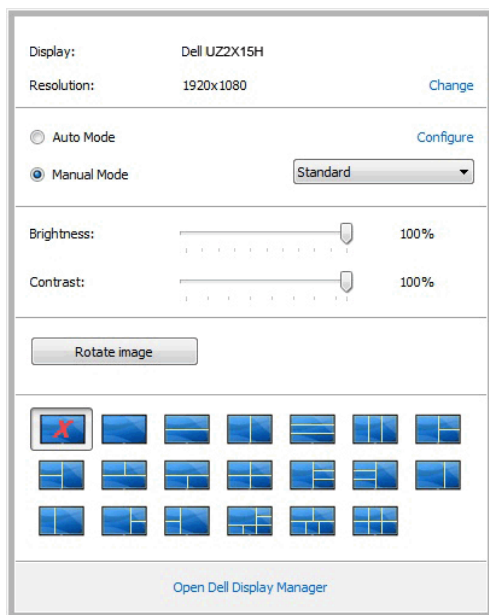 Display: Dell UZ2X15H
Resolution: 1920x1080 Change
Auto Mode Configure
Manual Mode Standard
Brightness: 100%
Contrast: 100%
Rotate image
Open Dell Display Manager